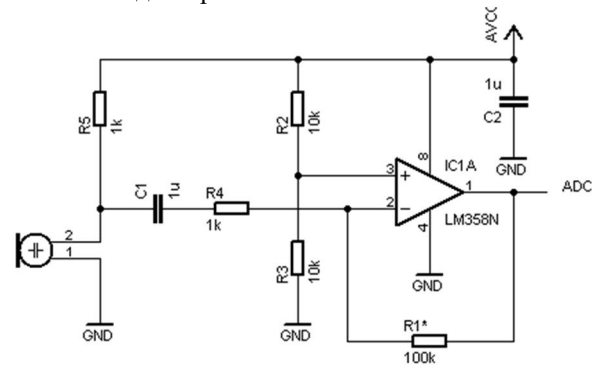 AVCC
1u
C2
GND
R5
1k
R2
10k
C1
1u
R4
1k
3
2
8
4
1
IC1A
LM358N
ADC
2
1
R3
10k
GND
GND
GND
R1*
100k